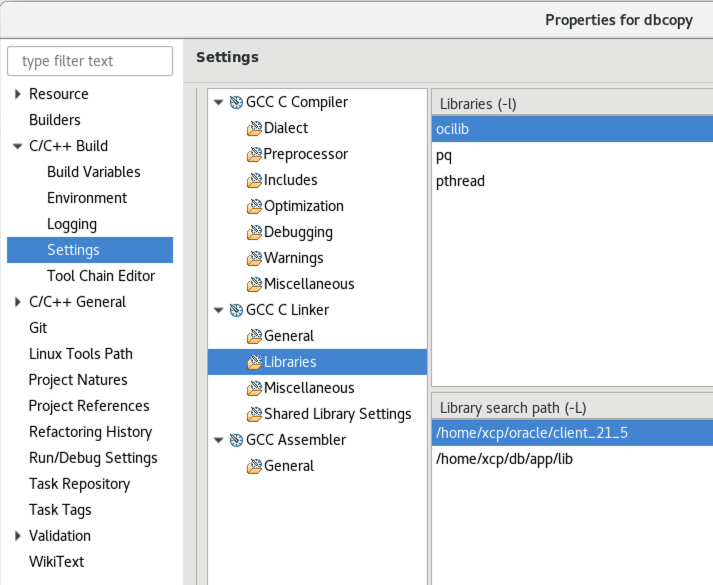 Properties for dbcopy
type filter text
Resource
Builders
C/C++ Build
Build Variables
Environment
Logging
Settings
Tool Chain Editor
C/C++ General
Git
Linux Tools Path
Project Natures
Project References
Refactoring History
Run/Debug Settings
Task Repository
Task Tags
Validation
WikiText
Settings
GCC C Compiler
Dialect
Preprocessor
Includes
Optimization
Debugging
Warnings
Miscellaneous
GCC C Linker
General
Libraries
Miscellaneous
Shared Library Settings
GCC Assembler
General
Libraries (-l)
ocilib
pq
pthread
Library search path (-L)
/home/xcp/oracle/client_21_5
/home/xcp/db/app/lib